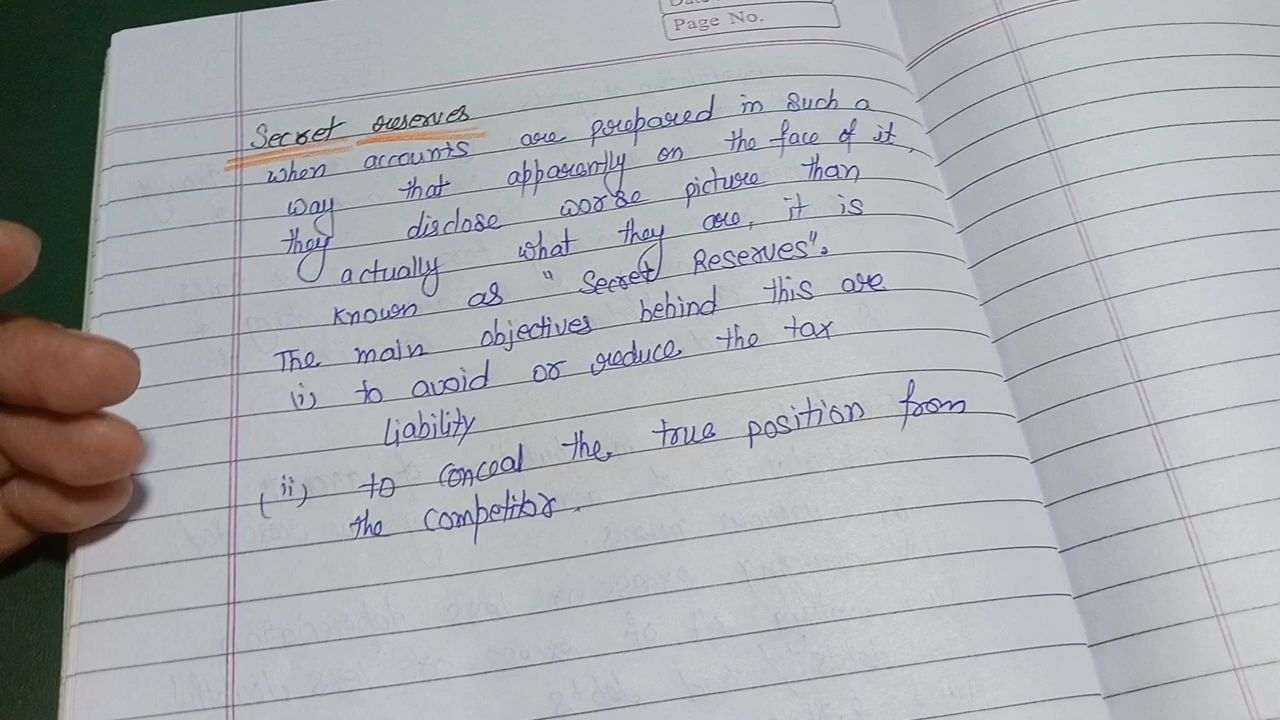 Page No.
Secret reserves
when accounts are prepared in such a
way that apparently on the face of it,
they disclose worse picture than
actually what they are, it is
known as "Secret Reserves".
The main objectives behind this are
(i) to avoid or reduce the tax
liability
(ii) to conceal the true position from
the competitor.